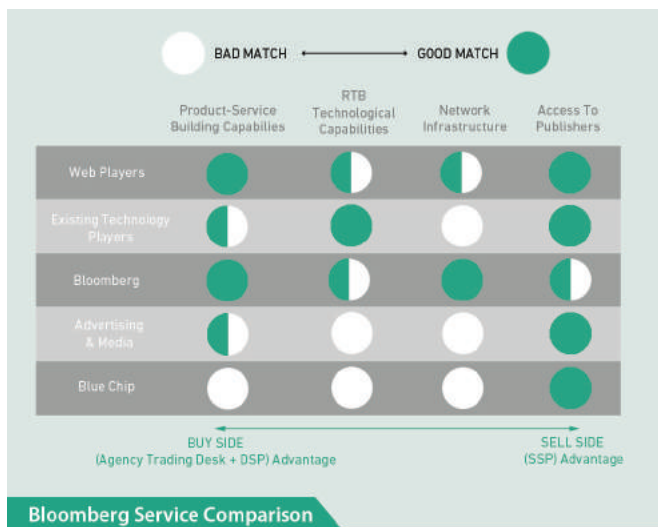 BAD MATCH
GOOD MATCH
Product-Service
Building Capabilies
RTB
Technological
Capabilities
Network
Infrastructure
Access To
Publishers
Web Players
Existing Technology
Players
Bloomberg
Advertising
& Media
Blue Chip
BUY SIDE
(Agency Trading Desk + DSP) Advantage
SELL SIDE
(SSP) Advantage
Bloomberg Service Comparison